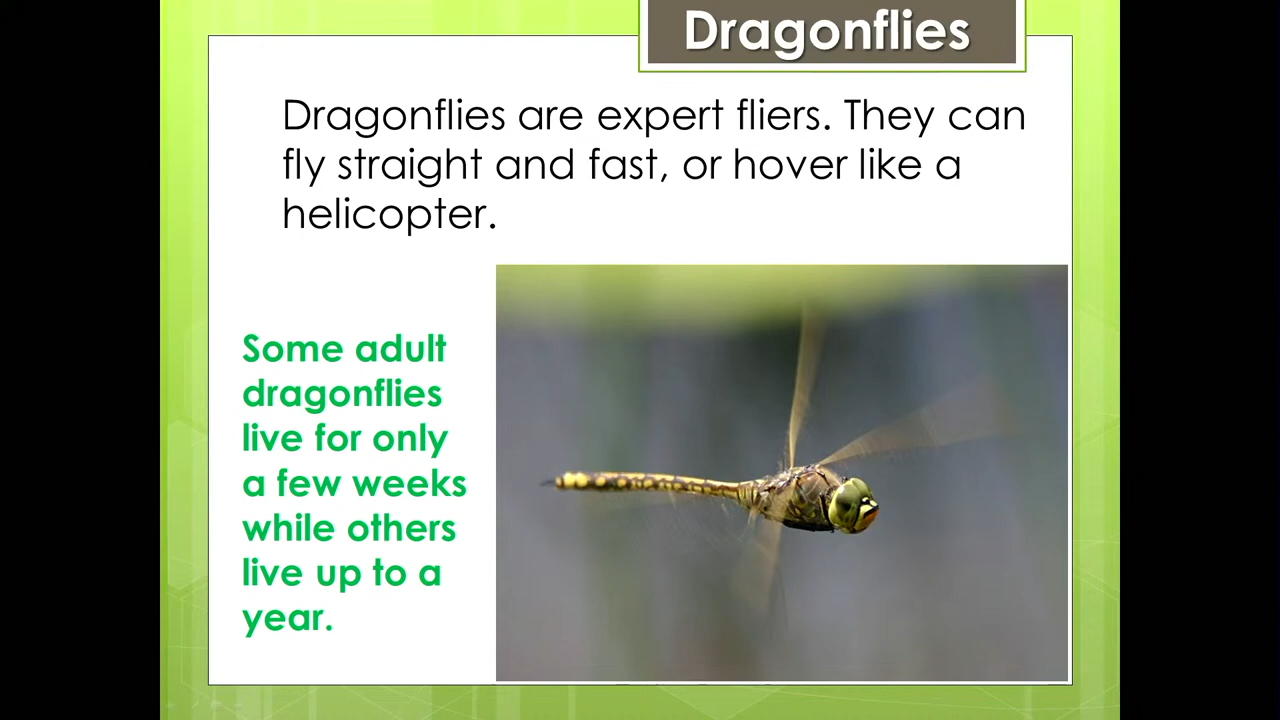 Dragonflies
Dragonflies are expert fliers. They can
fly straight and fast, or hover like a
helicopter.
Some adult
dragonflies
live for only
a few weeks
while others
live up to a
year.